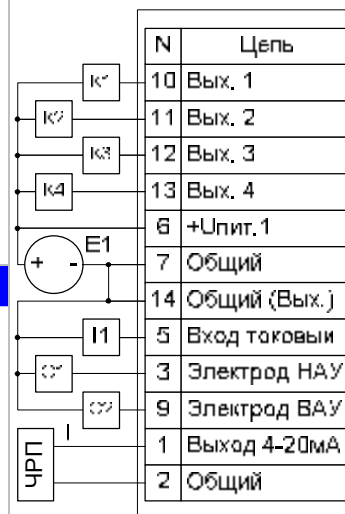 N Цепь
К1 10 Вых. 1
К2 11 Вых. 2
К3 12 Вых. 3
К4 13 Вых. 4
6 +Uпит.1
+ - E1 7 Общий
14 Общий (Вых.)
I1 5 Вход токовый
3 Электрод НАУ
9 Электрод ВАУ
ЧРП I 1 Выход 4-20мА
2 Общий